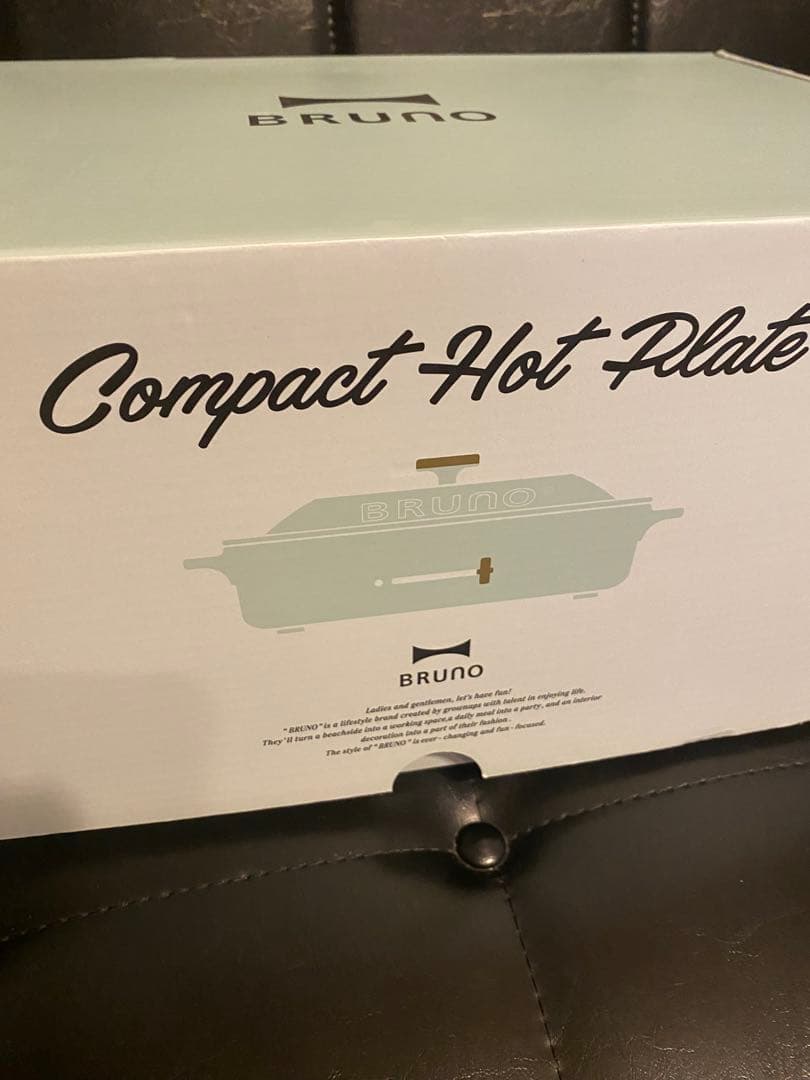 BRUNO
Compact Hot Plate
BRUNO
BRUNO
Ladies and gentlemen, let's have fun!
"BRUNO" is a lifestyle brand created by grownups with talent in enjoying life.
They'll turn a beachside into a working space, a daily meal into a party, and an interior
decoration into a part of their fashion.
The style of "BRUNO" is ever-changing and fun-focused.